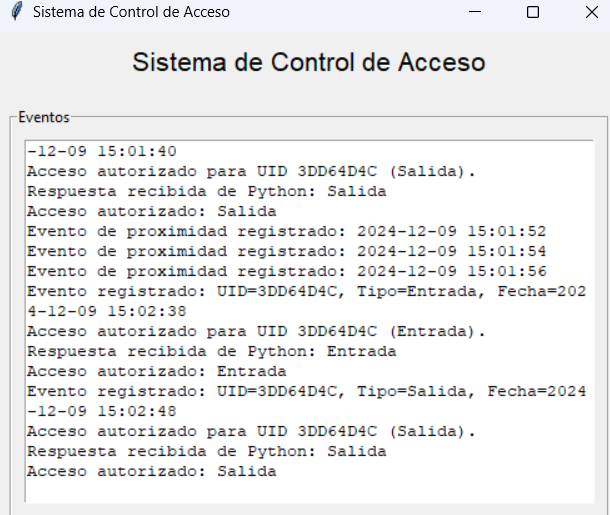 Sistema de Control de Acceso
Sistema de Control de Acceso
Eventos
-12-09 15:01:40
Acceso autorizado para UID 3DD64D4C (Salida).
Respuesta recibida de Python: Salida
Acceso autorizado: Salida
Evento de proximidad registrado: 2024-12-09 15:01:52
Evento de proximidad registrado: 2024-12-09 15:01:54
Evento de proximidad registrado: 2024-12-09 15:01:56
Evento registrado: UID=3DD64D4C, Tipo=Entrada, Fecha=202
4-12-09 15:02:38
Acceso autorizado para UID 3DD64D4C (Entrada).
Respuesta recibida de Python: Entrada
Acceso autorizado: Entrada
Evento registrado: UID=3DD64D4C, Tipo=Salida, Fecha=2024
-12-09 15:02:48
Acceso autorizado para UID 3DD64D4C (Salida).
Respuesta recibida de Python: Salida
Acceso autorizado: Salida